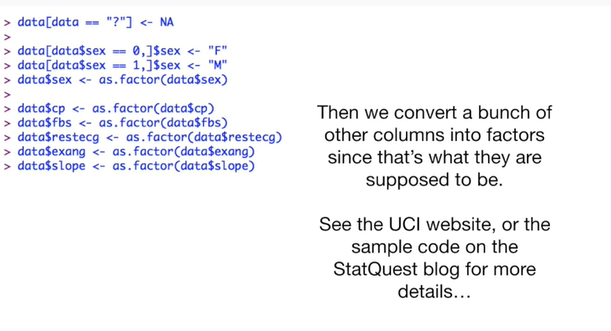 > data[data == "?"] <- NA
>
> data[data$sex == 0,]$sex <- "F"
> data[data$sex == 1,]$sex <- "M"
> data$sex <- as.factor(data$sex)
>
> data$cp <- as.factor(data$cp)
> data$fbs <- as.factor(data$fbs)
> data$restecg <- as.factor(data$restecg)
> data$exang <- as.factor(data$exang)
> data$slope <- as.factor(data$slope)
Then we convert a bunch of
other columns into factors
since that’s what they are
supposed to be.
See the UCI website, or the
sample code on the
StatQuest blog for more
details…